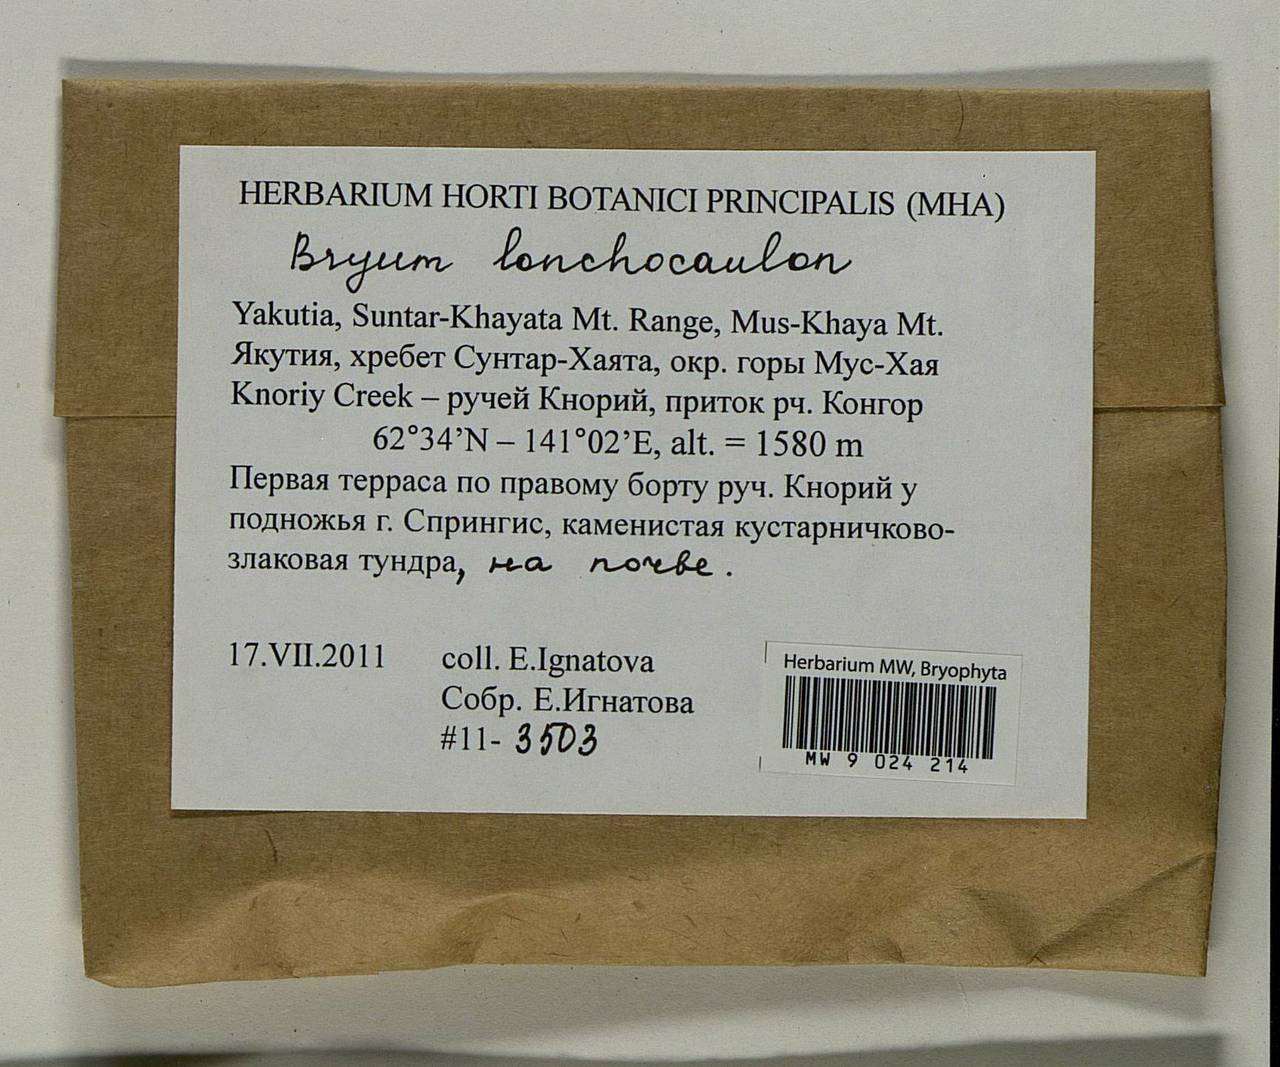 HERBARIUM HORTI BOTANICI PRINCIPALIS (MHA)
Bryum lonchocaulon
Yakutia, Suntar-Khayata Mt. Range, Mus-Khaya Mt.
Якутия, хребет Сунтар-Хаята, окр. горы Мус-Хая
Knoriy Creek – ручей Кнорий, приток рч. Конгор
62°34’N – 141°02’E, alt. = 1580 m
Первая терраса по правому борту руч. Кнорий у
подножья г. Спрингис, каменистая кустарничково-
злаковая тундра, на почве.
17.VII.2011 coll. E.Ignatova
Собр. Е.Игнатова
#11- 3503
Herbarium MW, Bryophyta
MW 9 024 214